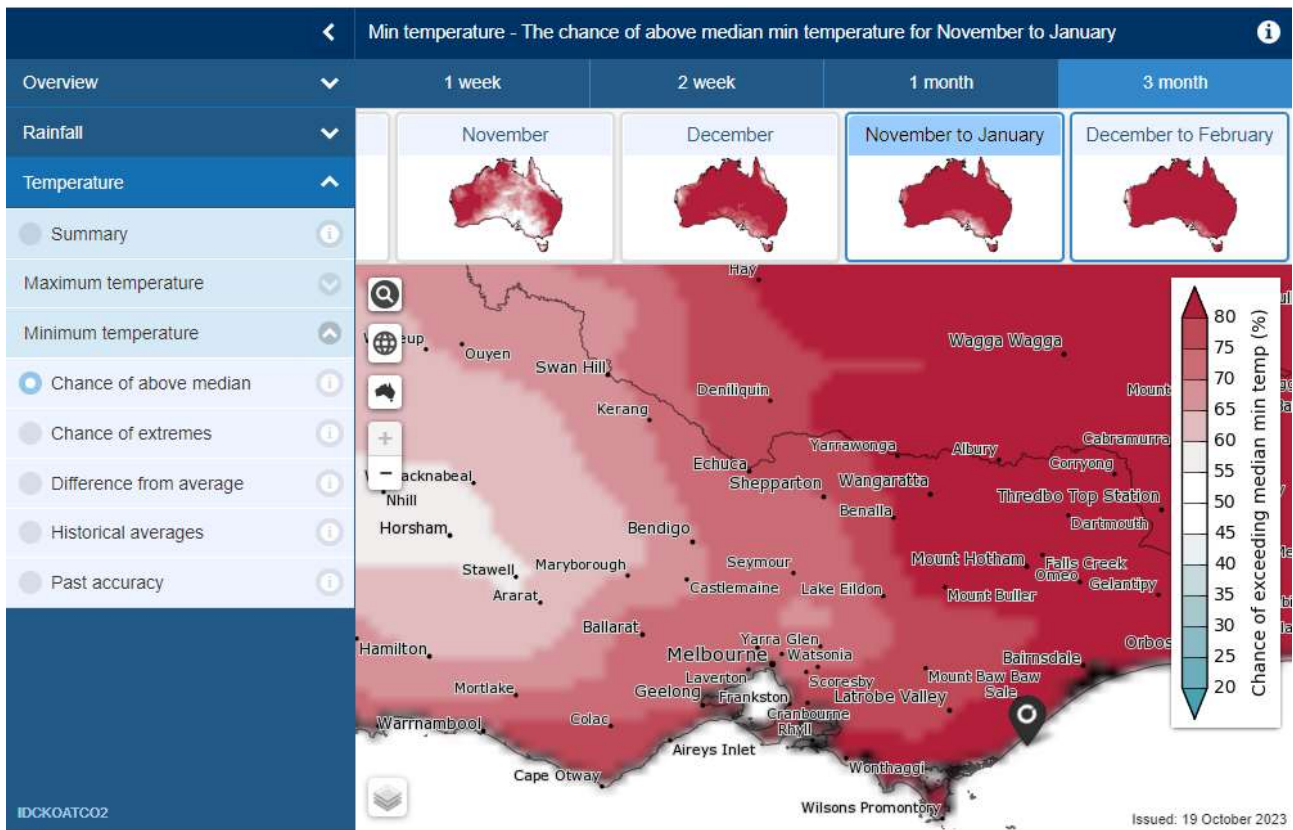 Min temperature - The chance of above median min temperature for November to January
Overview
Rainfall
Temperature
Summary
Maximum temperature
Minimum temperature
Chance of above median
Chance of extremes
Difference from average
Historical averages
Past accuracy
IDCKOATCO2
1 week
2 week
1 month
3 month
November
December
November to January
December to February
Hay
Ouyen
Swan Hill
Wagga Wagga
Deniliquin
Kerang
Mount
Yarrawonga
Albury
Cabramurra
Echuca
Corryong
Shepparton
Wangaratta
Thredbo Top Station
Nhill
Benalla
Dartmouth
Horsham
Bendigo
Stawell
Maryborough
Seymour
Mount Hotham
Falls Creek
Omeo
Gelantipy
Castlemaine
Lake Eildon
Mount Buller
Ararat
Ballarat
Yarra Glen
Hamilton
Melbourne
Watsonia
Bairnsdale
Orbos
Laverton
Scoresby
Mount Baw Baw
Mortlake
Geelong
Frankston
Latrobe Valley
Sale
Warrnambool
Colac
Cranbourne
Rhyll
Aireys Inlet
Wonthaggi
Cape Otway
Wilsons Promontory
80
75
70
65
60
55
50
45
40
35
30
25
20
Chance of exceeding median min temp (%)
Issued: 19 October 2023